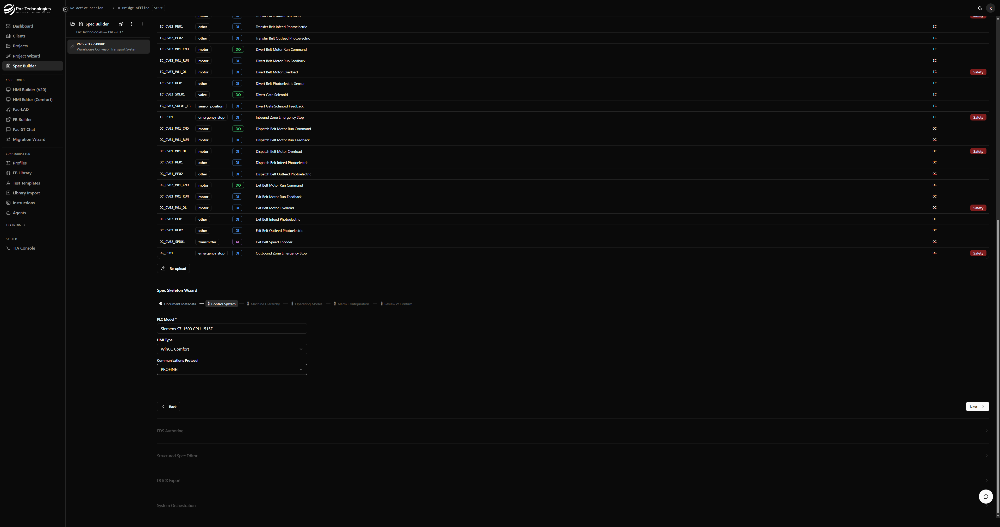 Pac Technologies
PROCESS AUTOMATION CONTROL
No active session
Bridge offline
Start
K
Dashboard
Clients
Projects
Project Wizard
Spec Builder
CODE TOOLS
HMI Builder (V20)
HMI Editor (Comfort)
Pac-LAD
FB Builder
Pac-ST Chat
Migration Wizard
CONFIGURATION
Profiles
FB Library
Test Templates
Library Import
Instructions
Agents
TRAINING
SYSTEM
TIA Console
Spec Builder
Pac Technologies — PAC-2617
PAC-2617-500801
Warehouse Conveyor Transport System
IC_CV02_PE01 other DI Transfer Belt Infeed Photoelectric IC
IC_CV02_PE02 other DI Transfer Belt Outfeed Photoelectric IC
IC_CV03_M01_CMD motor DO Divert Belt Motor Run Command IC
IC_CV03_M01_RUN motor DI Divert Belt Motor Run Feedback IC
IC_CV03_M01_OL motor DI Divert Belt Motor Overload IC Safety
IC_CV03_PE01 other DI Divert Belt Photoelectric Sensor IC
IC_CV03_SOL01 valve DO Divert Gate Solenoid IC
IC_CV03_SOL01_FB sensor_position DI Divert Gate Solenoid Feedback IC
IC_ES01 emergency_stop DI Inbound Zone Emergency Stop IC Safety
OC_CV01_M01_CMD motor DO Dispatch Belt Motor Run Command OC
OC_CV01_M01_RUN motor DI Dispatch Belt Motor Run Feedback OC
OC_CV01_M01_OL motor DI Dispatch Belt Motor Overload OC Safety
OC_CV01_PE01 other DI Dispatch Belt Infeed Photoelectric OC
OC_CV01_PE02 other DI Dispatch Belt Outfeed Photoelectric OC
OC_CV02_M01_CMD motor DO Exit Belt Motor Run Command OC
OC_CV02_M01_RUN motor DI Exit Belt Motor Run Feedback OC
OC_CV02_M01_OL motor DI Exit Belt Motor Overload OC Safety
OC_CV02_PE01 other DI Exit Belt Infeed Photoelectric OC
OC_CV02_PE02 other DI Exit Belt Outfeed Photoelectric OC
OC_CV02_SPD01 transmitter AI Exit Belt Speed Encoder OC
OC_ES01 emergency_stop DI Outbound Zone Emergency Stop OC Safety
Re-upload
Spec Skeleton Wizard
Document Metadata 2 Control System 3 Machine Hierarchy 4 Operating Modes 5 Alarm Configuration 6 Review & Confirm
PLC Model *
Siemens S7-1500 CPU 1515F
HMI Type
WinCC Comfort
Communications Protocol
PROFINET
Back
Next
FDS Authoring
Structured Spec Editor
DOCX Export
System Orchestration